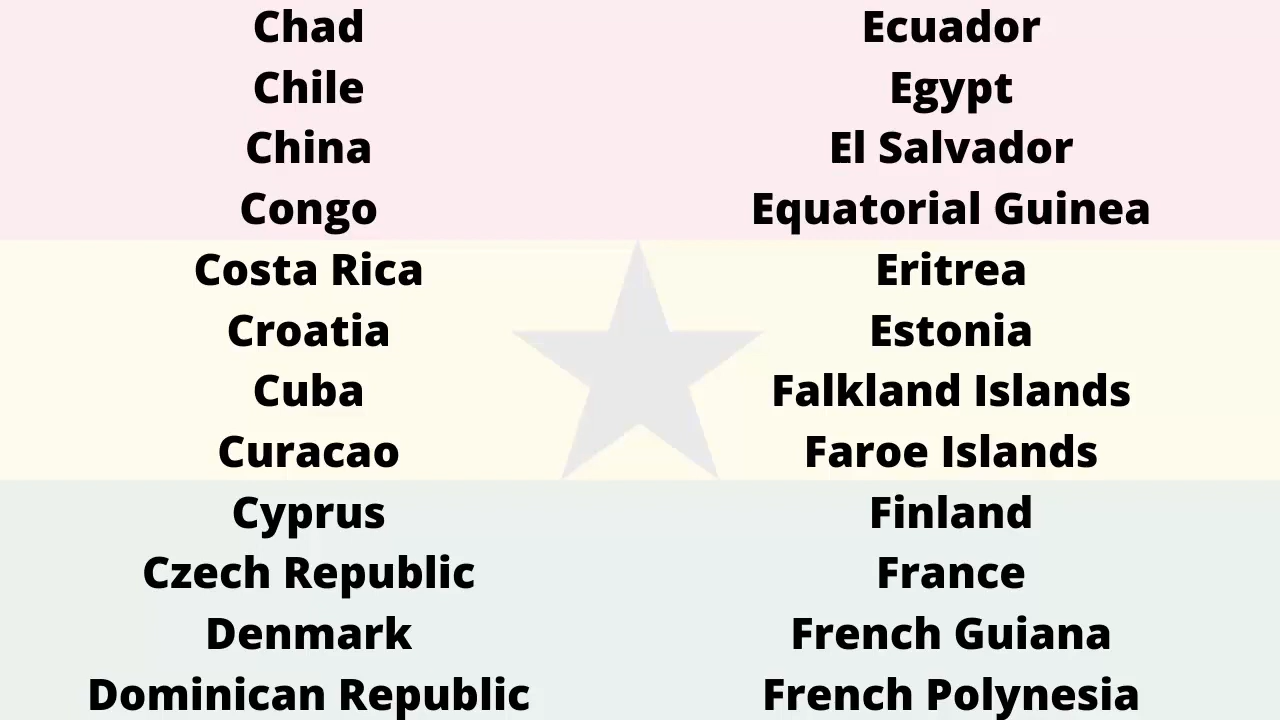 Chad
Chile
China
Congo
Costa Rica
Croatia
Cuba
Curacao
Cyprus
Czech Republic
Denmark
Dominican Republic
Ecuador
Egypt
El Salvador
Equatorial Guinea
Eritrea
Estonia
Falkland Islands
Faroe Islands
Finland
France
French Guiana
French Polynesia